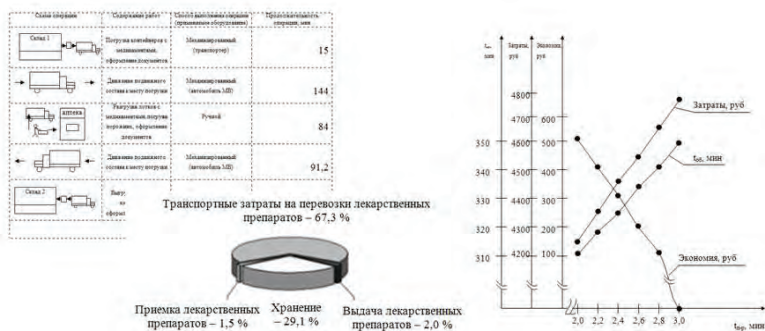 Схема операции
Содержание работ
Способ выполнения операции
(применяемое оборудование)
Продолжительность
операции, мин
Склад 1
Погрузка контейнеров с
медикаментами,
оформление документов
Механизированный
(транспортер)
15
Движение подвижного
состава к месту погрузки
Механизированный
(автомобиль МВ)
144
аптека
Разгрузка лотков с
медикаментами, погрузка
порожних, оформление
документов
Ручной
84
Движение подвижного
состава к месту погрузки
Механизированный
(автомобиль МВ)
91,2
Склад 2
Транспортные затраты на перевозки лекарственных
препаратов – 67,3 %
Приемка лекарственных
препаратов – 1,5 %
Хранение
– 29,1 %
Выдача лекарственных
препаратов – 2,0 %
мин
Затраты,
руб
Экономия,
руб
4800
4700
4600
4500
4400
4300
4200
350
340
330
320
310
600
500
400
300
200
100
Затраты, руб
tоб, мин
Экономия, руб
2,0 2,2 2,4 2,6 2,8 3,0